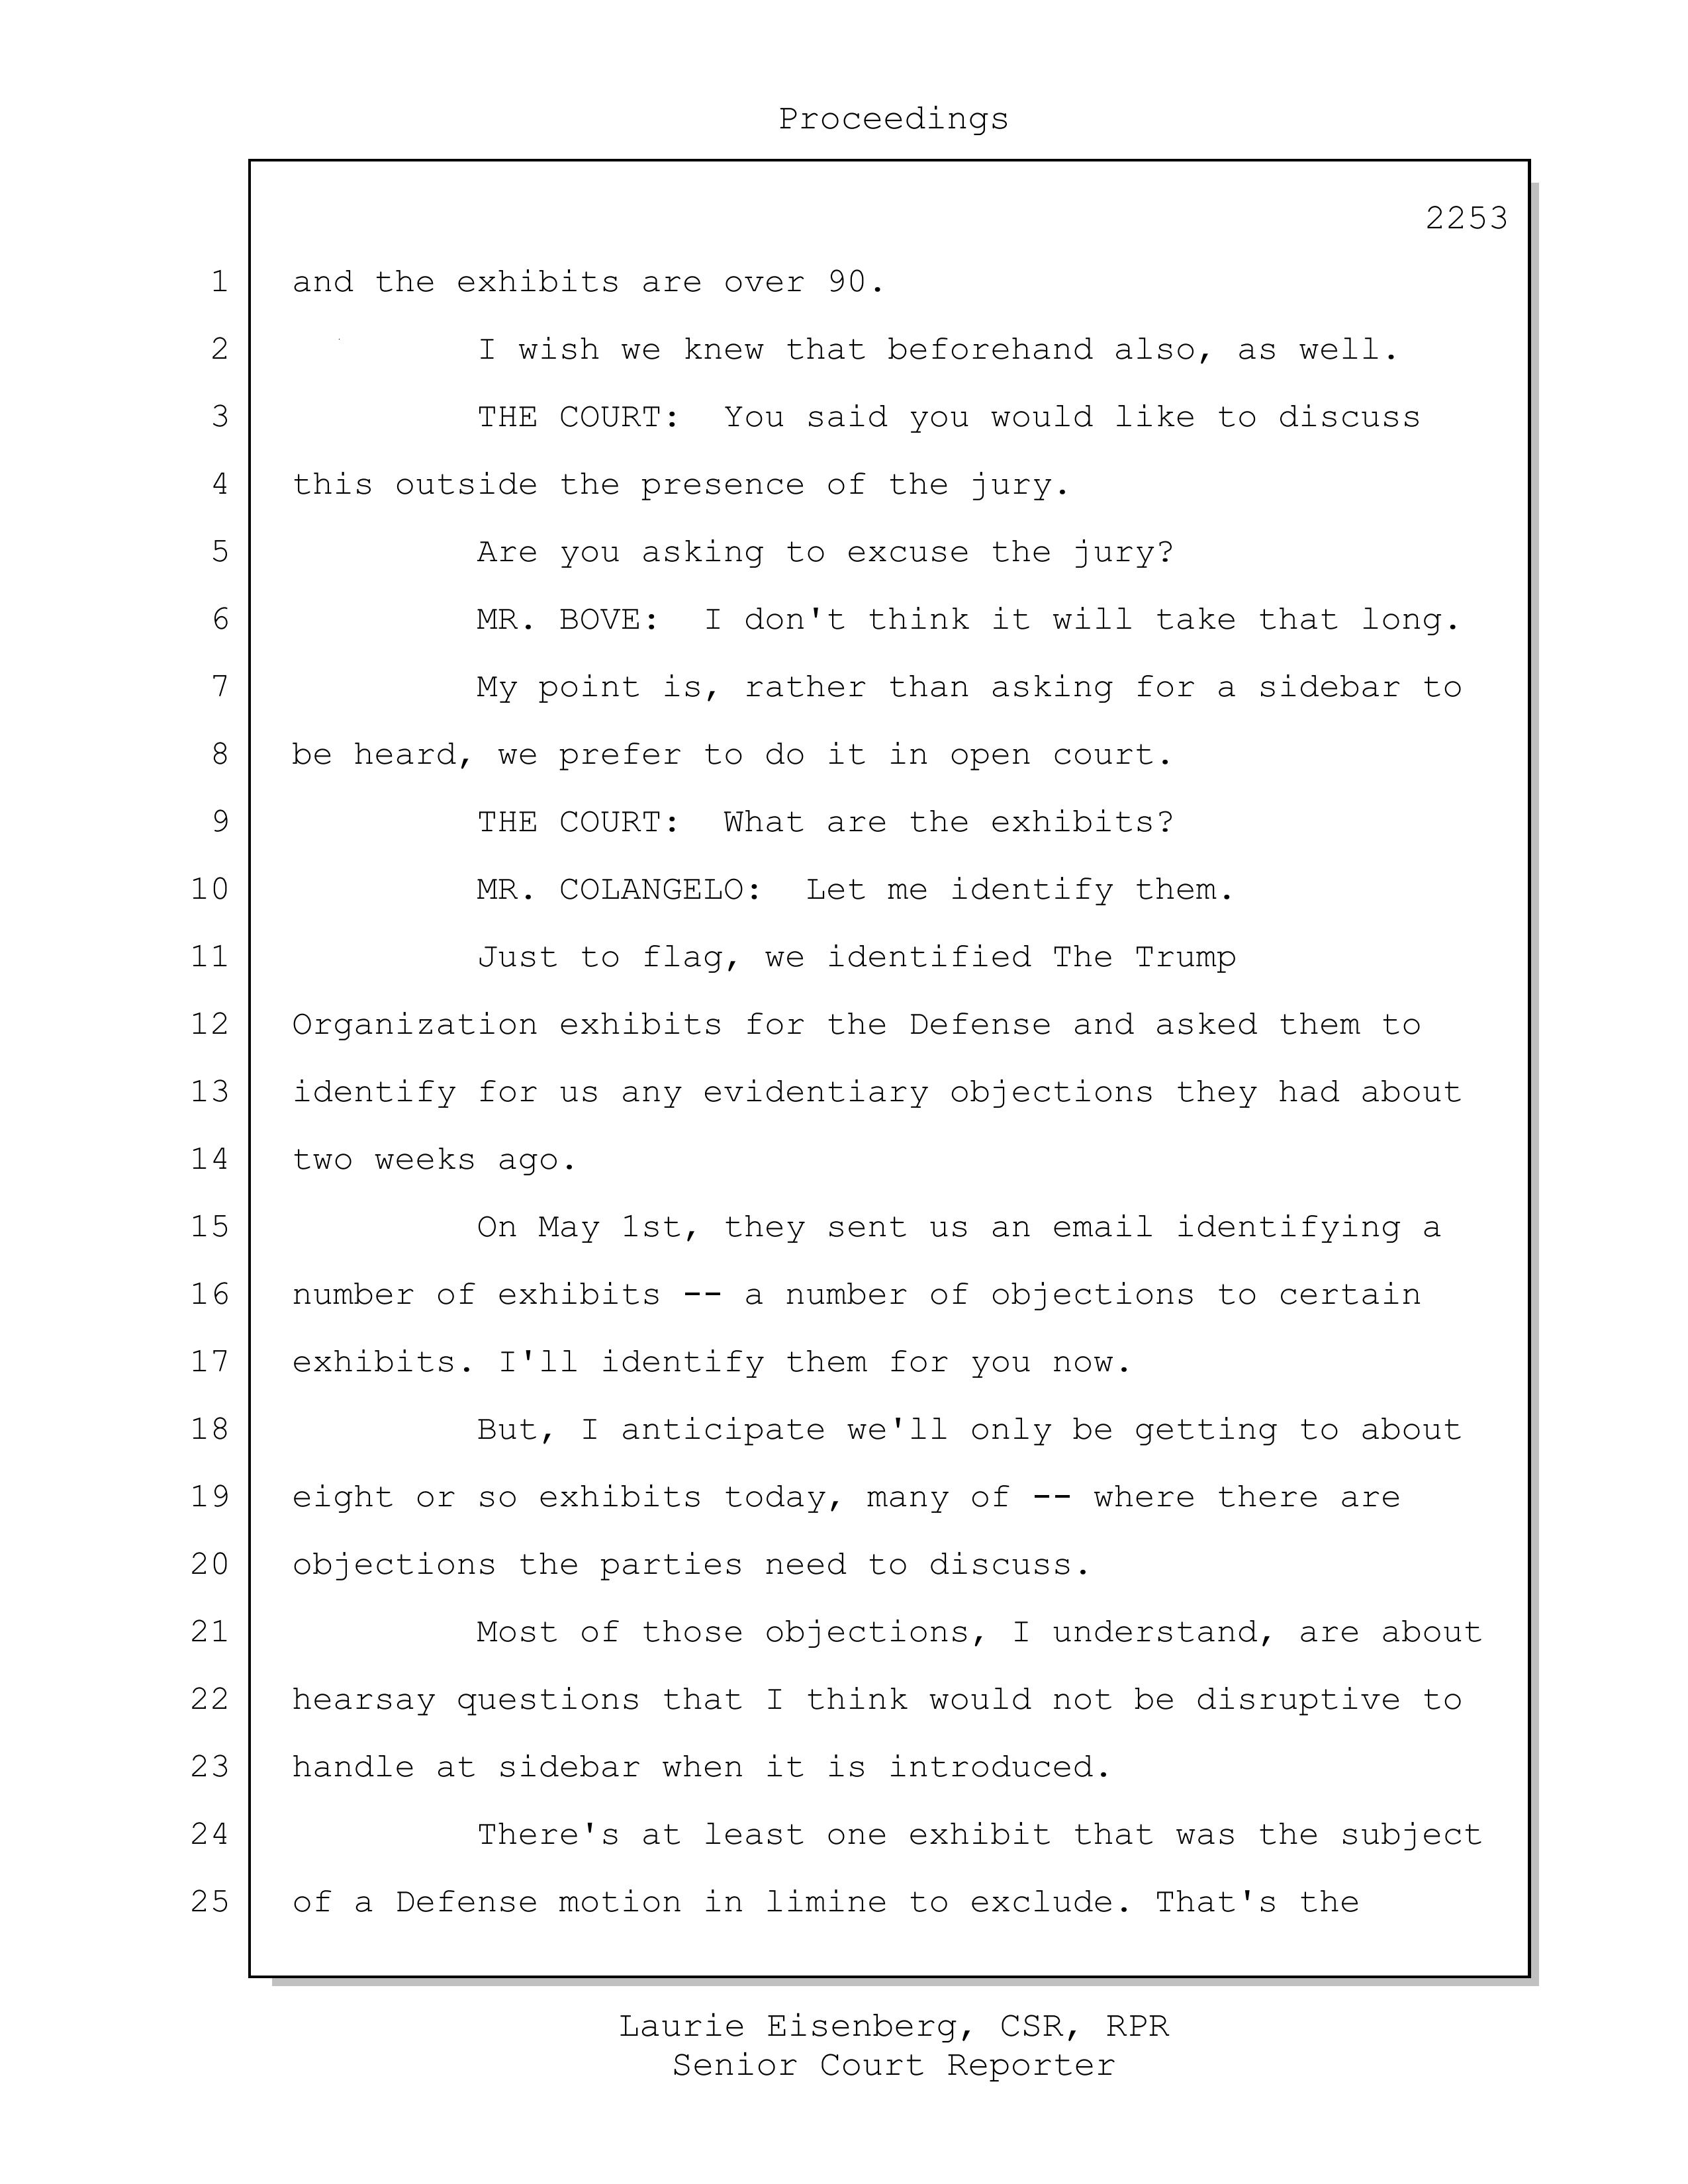 Proceedings
2253
1 and the exhibits are over 90.
2 I wish we knew that beforehand also, as well.
3 THE COURT: You said you would like to discuss
4 this outside the presence of the jury.
5 Are you asking to excuse the jury?
6 MR. BOVE: I don't think it will take that long.
7 My point is, rather than asking for a sidebar to
8 be heard, we prefer to do it in open court.
9 THE COURT: What are the exhibits?
10 MR. COLANGELO: Let me identify them.
11 Just to flag, we identified The Trump
12 Organization exhibits for the Defense and asked them to
13 identify for us any evidentiary objections they had about
14 two weeks ago.
15 On May 1st, they sent us an email identifying a
16 number of exhibits -- a number of objections to certain
17 exhibits. I'll identify them for you now.
18 But, I anticipate we'll only be getting to about
19 eight or so exhibits today, many of -- where there are
20 objections the parties need to discuss.
21 Most of those objections, I understand, are about
22 hearsay questions that I think would not be disruptive to
23 handle at sidebar when it is introduced.
24 There's at least one exhibit that was the subject
25 of a Defense motion in limine to exclude. That's the
Laurie Eisenberg, CSR, RPR
Senior Court Reporter